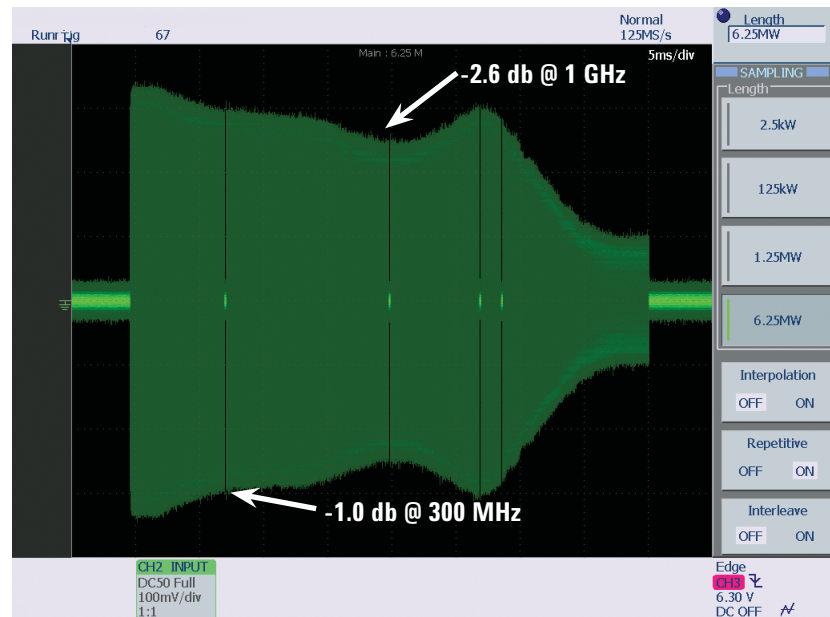 Normal
125MS/s
67
Main : 6.25 M
5ms/div
-2.6 db @ 1 GHz
-1.0 db @ 300 MHz
Length
6.25MW
SAMPLING
Length
2.5kW
125kW
1.25MW
6.25MW
Interpolation
OFF ON
Repetitive
OFF ON
Interleave
OFF ON
CH2 INPUT
DC50 Full
100mV/div
1:1
Edge
CH3
6.30 V
DC OFF